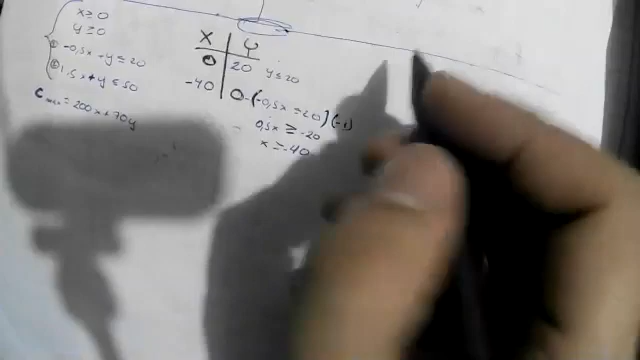 x ≥ 0
y ≥ 0
① -0,5x - y ≤ 20
② 1,5x + y ≤ 50
Cmax = 200x + 70y
X | Y
0 | 20 y ≤ 20
-40 | 0 - (-0,5x = 20) (-1)
0,5x ≥ -20
x ≥ -40